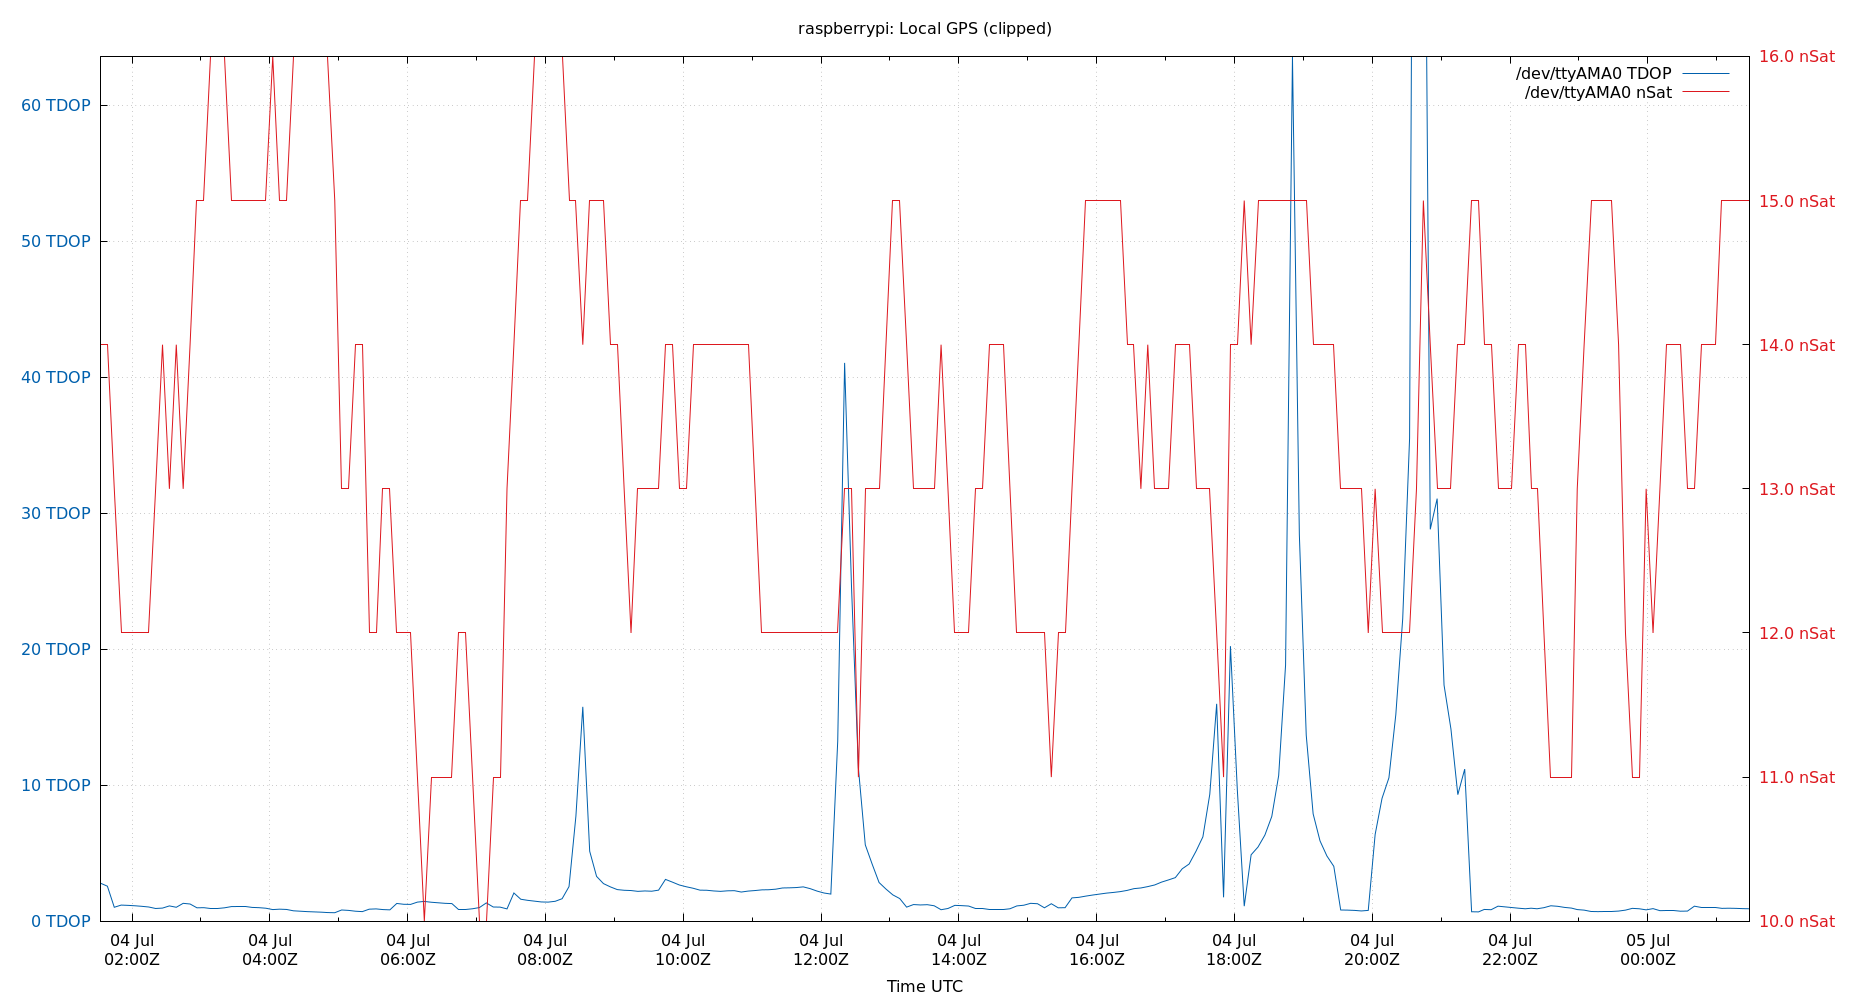 raspberrypi: Local GPS (clipped)
/dev/ttyAMA0 TDOP
/dev/ttyAMA0 nSat
60 TDOP
50 TDOP
40 TDOP
30 TDOP
20 TDOP
10 TDOP
0 TDOP
16.0 nSat
15.0 nSat
14.0 nSat
13.0 nSat
12.0 nSat
11.0 nSat
10.0 nSat
04 Jul
02:00Z
04 Jul
04:00Z
04 Jul
06:00Z
04 Jul
08:00Z
04 Jul
10:00Z
04 Jul
12:00Z
04 Jul
14:00Z
04 Jul
16:00Z
04 Jul
18:00Z
04 Jul
20:00Z
04 Jul
22:00Z
05 Jul
00:00Z
Time UTC